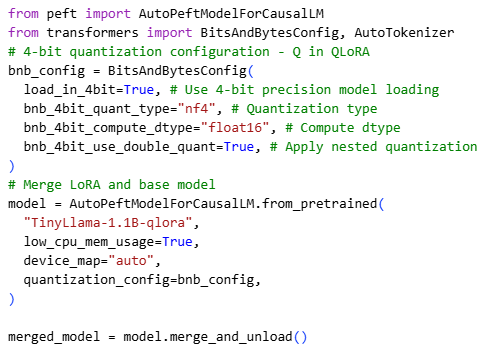 from peft import AutoPeftModelForCausalLM
from transformers import BitsAndBytesConfig, AutoTokenizer
# 4-bit quantization configuration - Q in QLoRA
bnb_config = BitsAndBytesConfig(
  load_in_4bit=True, # Use 4-bit precision model loading
  bnb_4bit_quant_type="nf4", # Quantization type
  bnb_4bit_compute_dtype="float16", # Compute dtype
  bnb_4bit_use_double_quant=True, # Apply nested quantization
)
# Merge LoRA and base model
model = AutoPeftModelForCausalLM.from_pretrained(
  "TinyLlama-1.1B-qlora",
  low_cpu_mem_usage=True,
  device_map="auto",
  quantization_config=bnb_config,
)

merged_model = model.merge_and_unload()